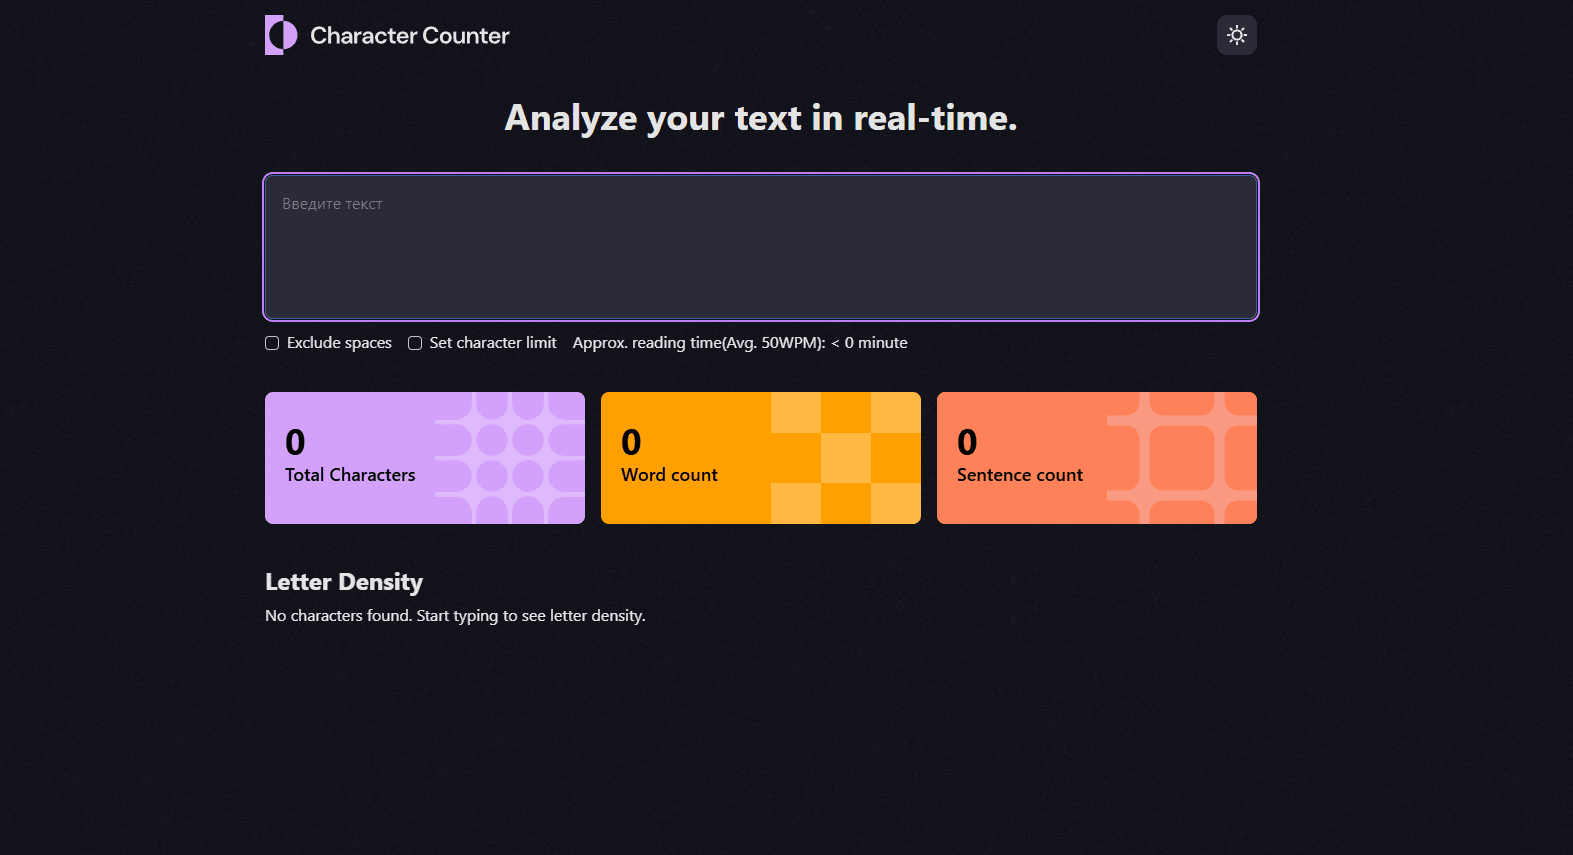 Character Counter
Analyze your text in real-time.
Введите текст
Exclude spaces Set character limit Approx. reading time(Avg. 50WPM): < 0 minute
0
Total Characters
0
Word count
0
Sentence count
Letter Density
No characters found. Start typing to see letter density.